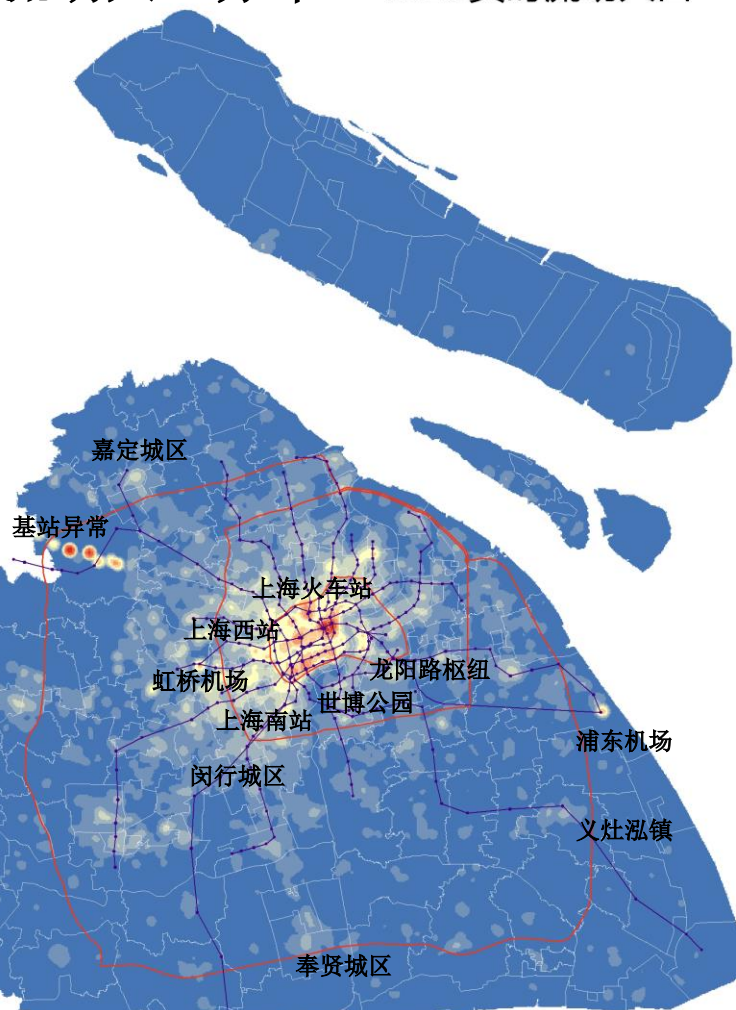 嘉定城区
基站异常
上海火车站
上海西站
龙阳路枢纽
虹桥机场
世博公园
上海南站
浦东机场
闵行城区
义灶泓镇
奉贤城区